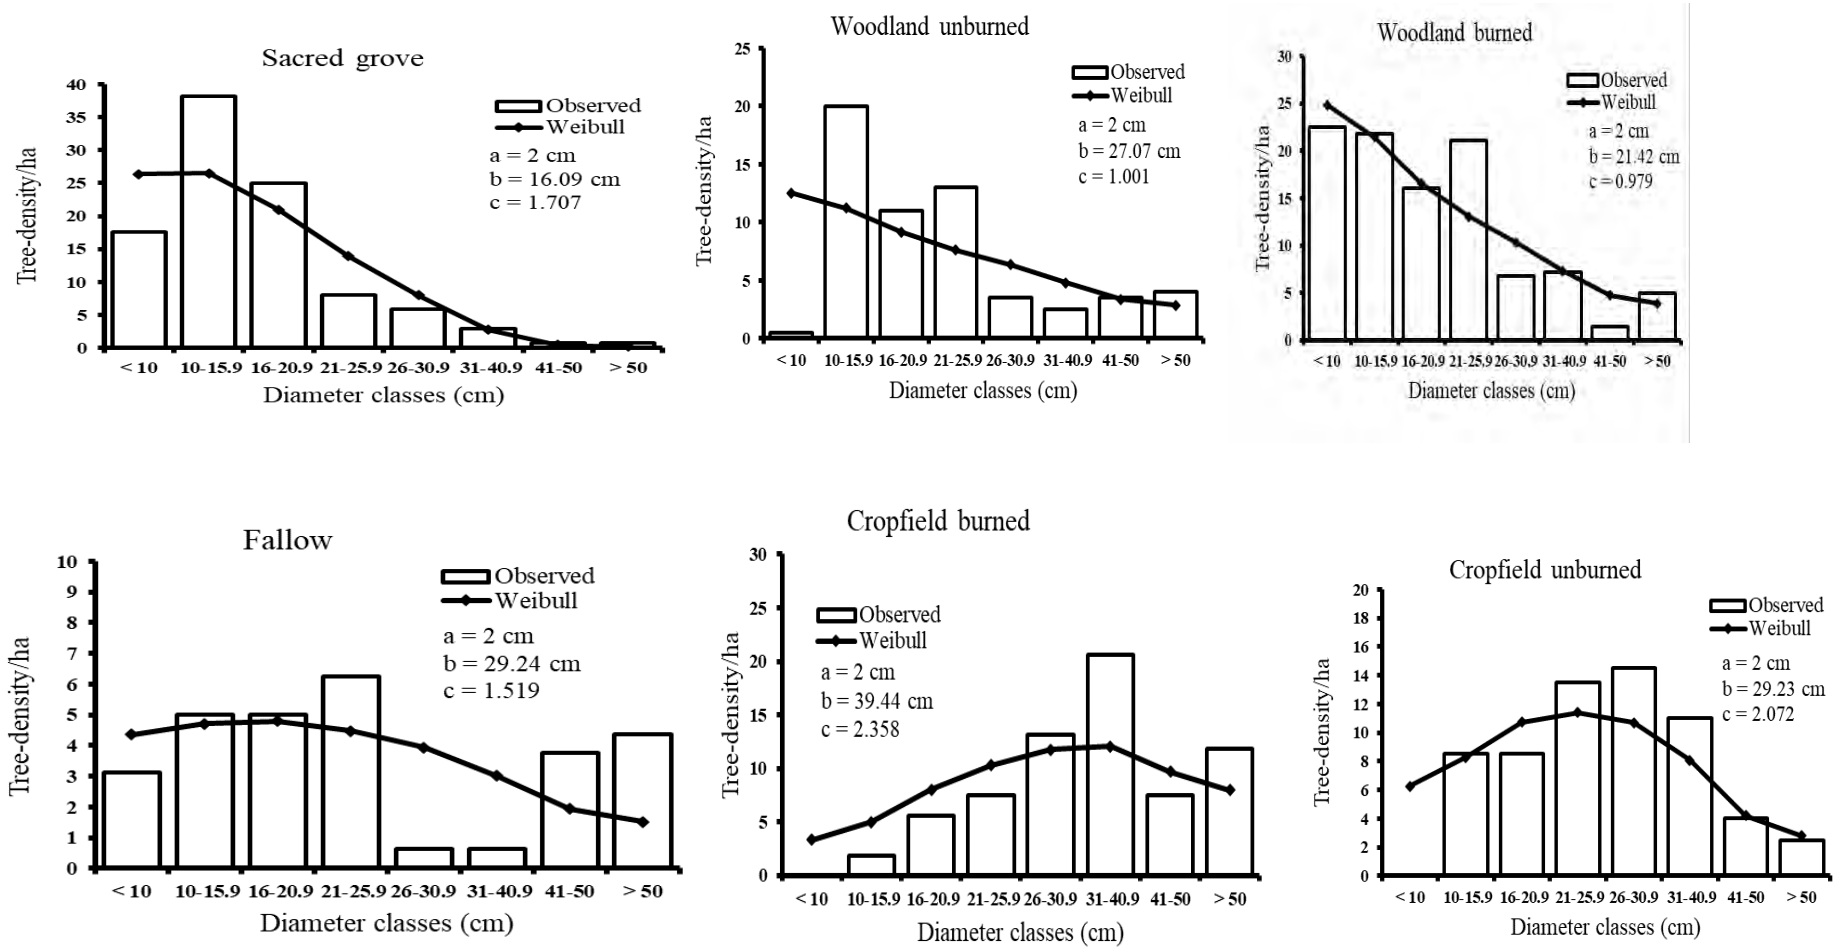 Sacred grove
Tree-density/ha
40
35
30
25
20
15
10
5
0
Observed
Weibull
a = 2 cm
b = 16.09 cm
c = 1.707
< 10 10-15.9 16-20.9 21-25.9 26-30.9 31-40.9 41-50 > 50
Diameter classes (cm)
Woodland unburned
Tree-density/ha
25
20
15
10
5
0
Observed
Weibull
a = 2 cm
b = 27.07 cm
c = 1.001
< 10 10-15.9 16-20.9 21-25.9 26-30.9 31-40.9 41-50 > 50
Diameter classes (cm)
Woodland burned
Tree-density/ha
30
25
20
15
10
5
0
Observed
Weibull
a = 2 cm
b = 21.42 cm
c = 0.979
< 10 10-15.9 16-20.9 21-25.9 26-30.9 31-40.9 41-50 > 50
Diameter classes (cm)
Fallow
Tree-density/ha
10
9
8
7
6
5
4
3
2
1
0
Observed
Weibull
a = 2 cm
b = 29.24 cm
c = 1.519
< 10 10-15.9 16-20.9 21-25.9 26-30.9 31-40.9 41-50 > 50
Diameter classes (cm)
Cropfield burned
Tree-density/ha
30
25
20
15
10
5
0
Observed
Weibull
a = 2 cm
b = 39.44 cm
c = 2.358
< 10 10-15.9 16-20.9 21-25.9 26-30.9 31-40.9 41-50 > 50
Diameter classes (cm)
Cropfield unburned
Tree-density/ha
20
18
16
14
12
10
8
6
4
2
0
Observed
Weibull
a = 2 cm
b = 29.23 cm
c = 2.072
< 10 10-15.9 16-20.9 21-25.9 26-30.9 31-40.9 41-50 > 50
Diameter classes (cm)